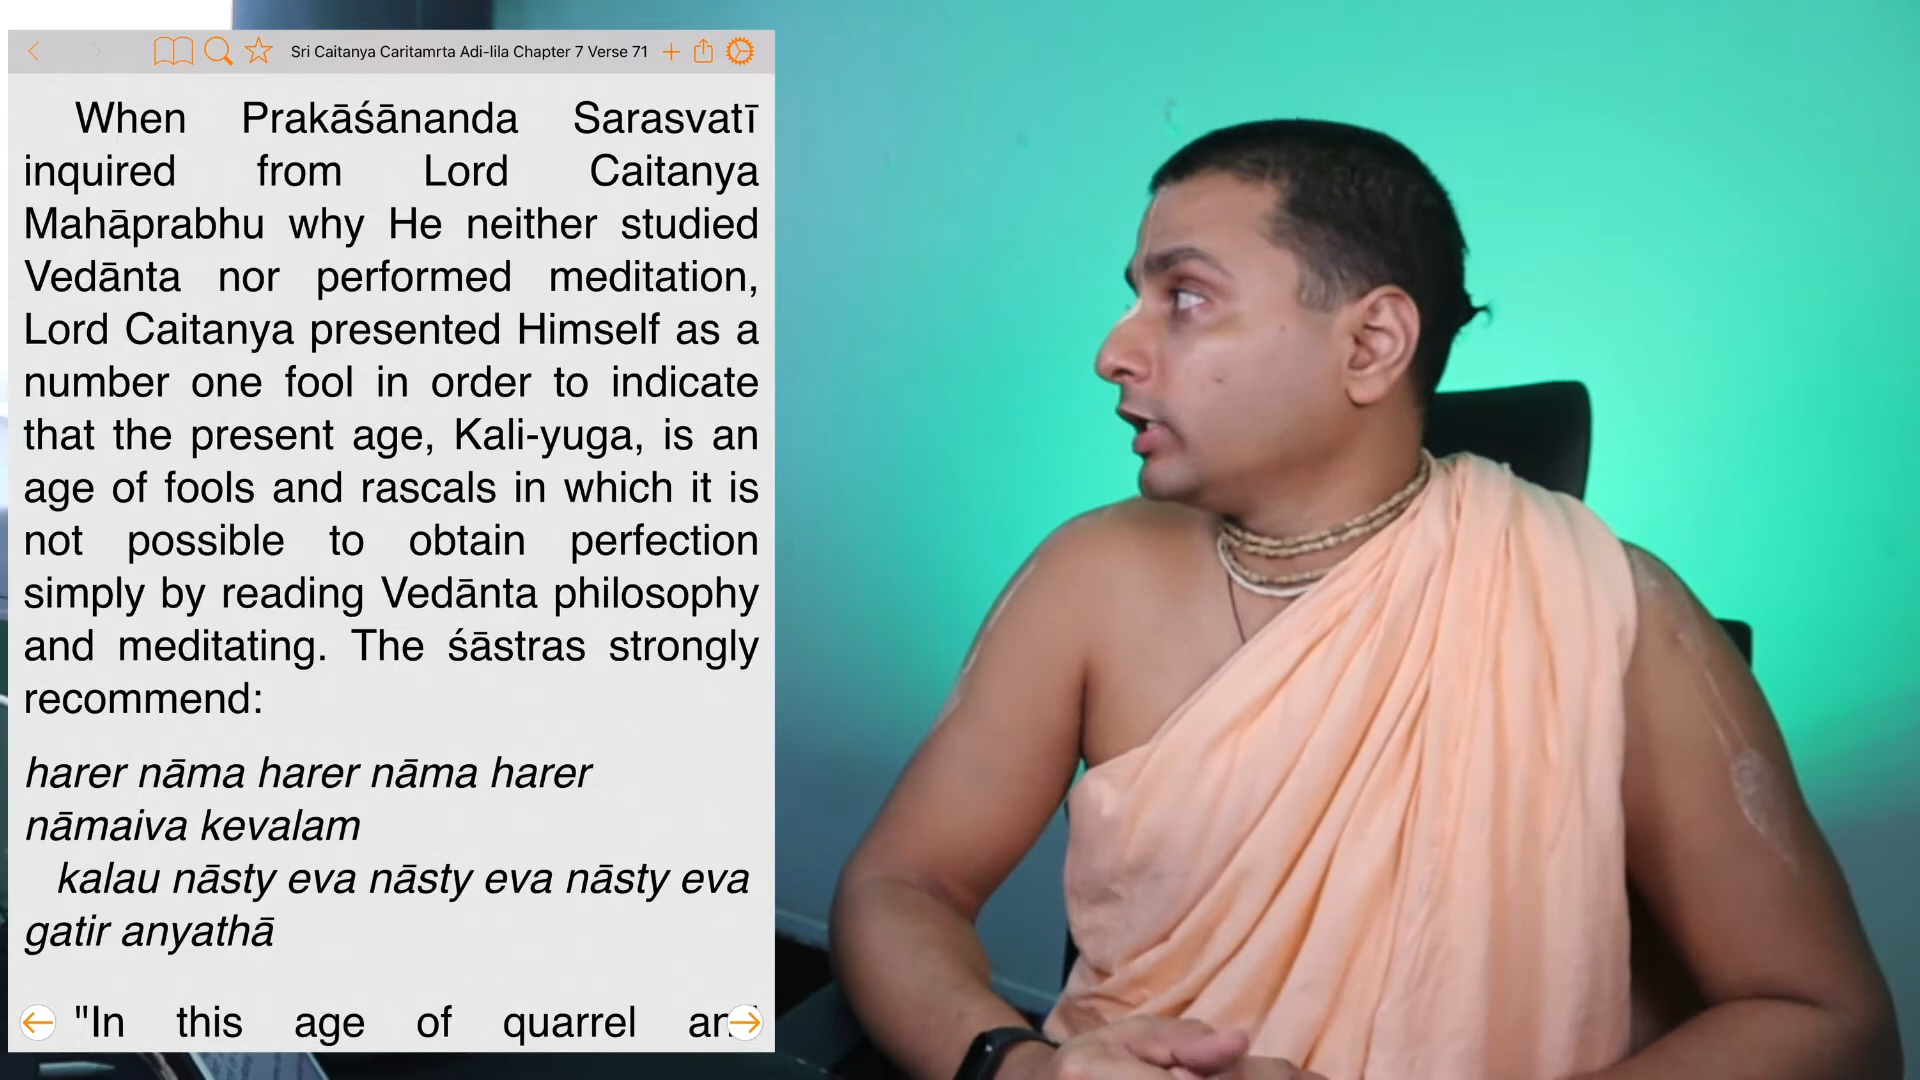 Sri Caitanya Caritamrta Adi-lila Chapter 7 Verse 71
When Prakāśānanda Sarasvatī
inquired from Lord Caitanya
Mahāprabhu why He neither studied
Vedānta nor performed meditation,
Lord Caitanya presented Himself as a
number one fool in order to indicate
that the present age, Kali-yuga, is an
age of fools and rascals in which it is
not possible to obtain perfection
simply by reading Vedānta philosophy
and meditating. The śāstras strongly
recommend:
harer nāma harer nāma harer
nāmaiva kevalam
kalau nāsty eva nāsty eva nāsty eva
gatir anyathā
"In this age of quarrel